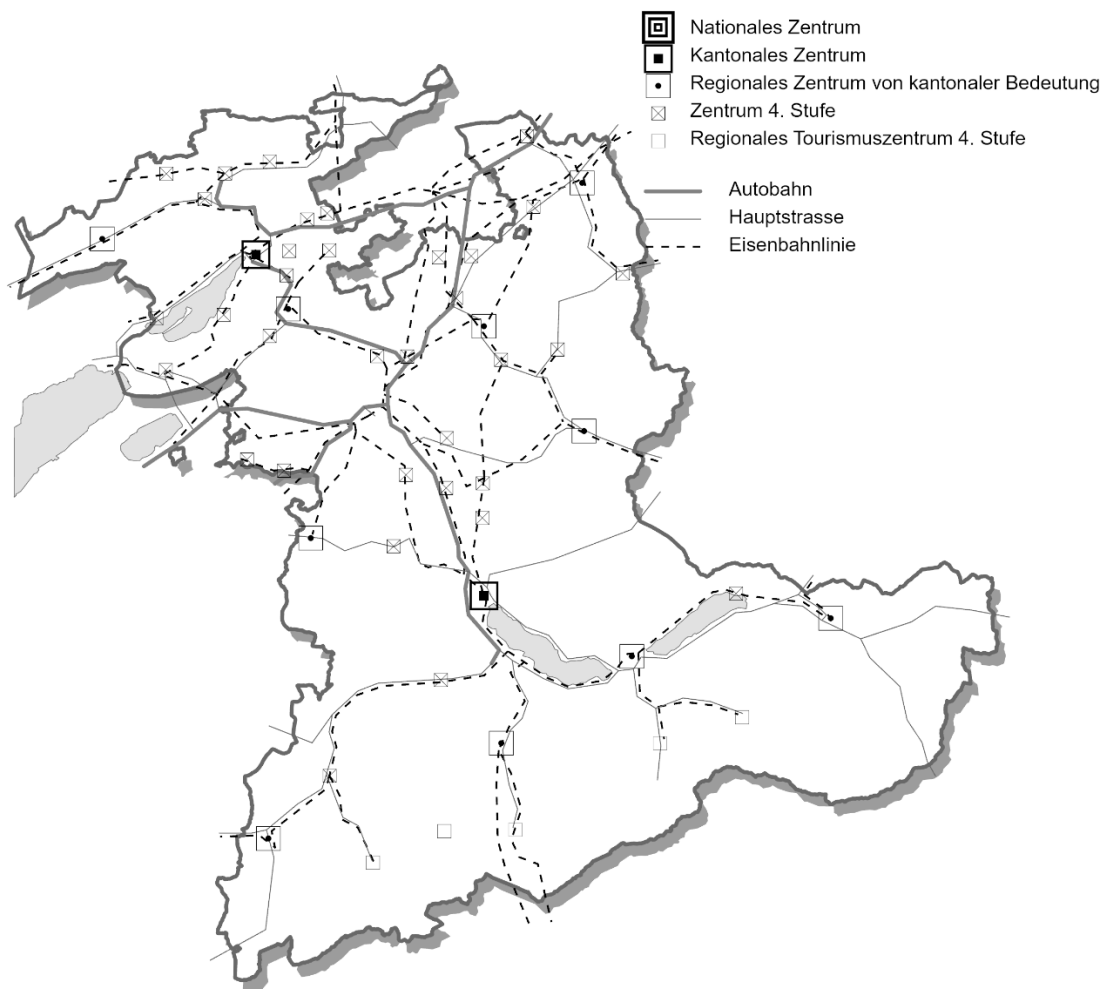 Nationales Zentrum
Kantonales Zentrum
Regionales Zentrum von kantonaler Bedeutung
Zentrum 4. Stufe
Regionales Tourismuszentrum 4. Stufe
Autobahn
Hauptstrasse
Eisenbahnlinie